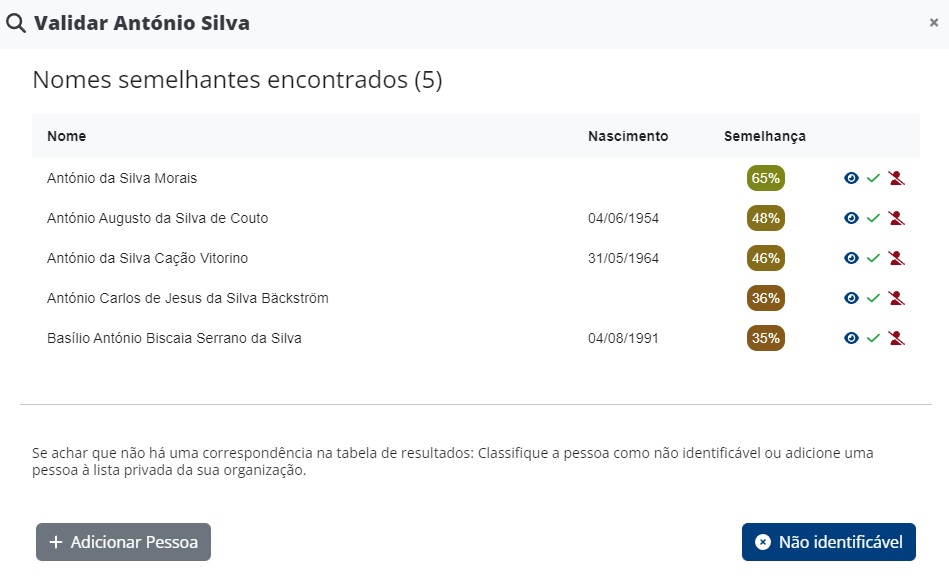 Validar António Silva
×
Nomes semelhantes encontrados (5)
Nome Nascimento Semelhança
António da Silva Morais 65%
António Augusto da Silva de Couto 04/06/1954 48%
António da Silva Cação Vitorino 31/05/1964 46%
António Carlos de Jesus da Silva Bäckström 36%
Basílio António Biscaia Serrano da Silva 04/08/1991 35%
Se achar que não há uma correspondência na tabela de resultados: Classifique a pessoa como não identificável ou adicione uma
pessoa à lista privada da sua organização.
+ Adicionar Pessoa
Não identificável